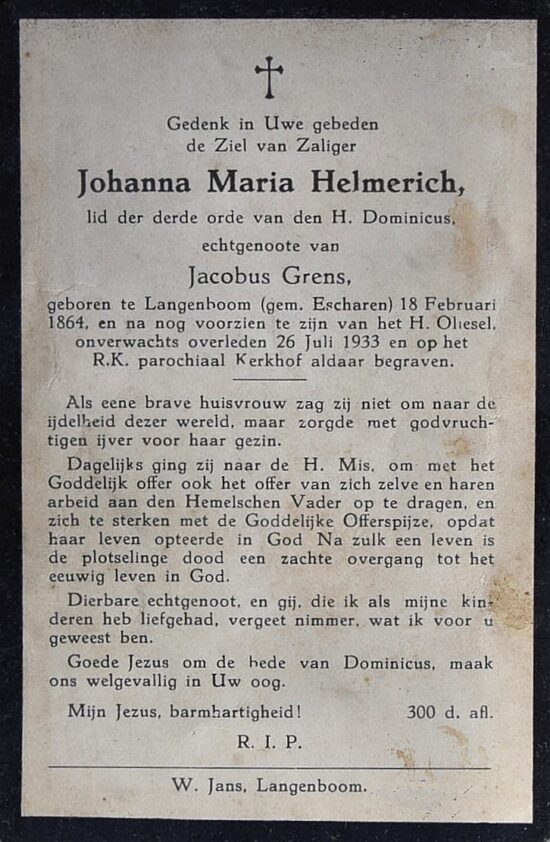 Gedenk in Uwe gebeden
de Ziel van Zaliger
Johanna Maria Helmerich,
lid der derde orde van den H. Dominicus,
echtgenoote van
Jacobus Grens,
geboren te Langenboom (gem. Escharen) 18 Februari
1864, en na nog voorzien te zijn van het H. Oliesel,
onverwachts overleden 26 Juli 1933 en op het
R.K. parochiaal Kerkhof aldaar begraven.
Als eene brave huisvrouw zag zij niet om naar de
ijdelheid dezer wereld, maar zorgde met godvruch-
tigen ijver voor haar gezin.
Dagelijks ging zij naar de H. Mis, om met het
Goddelijk offer ook het offer van zich zelve en haren
arbeid aan den Hemelschen Vader op te dragen, en
zich te sterken met de Goddelijke Offerspijze, opdat
haar leven opteerde in God Na zulk een leven is
de plotselinge dood een zachte overgang tot het
eeuwig leven in God.
Dierbare echtgenoot, en gij, die ik als mijne kin-
deren heb liefgehad, vergeet nimmer, wat ik voor u
geweest ben.
Goede Jezus om de bede van Dominicus, maak
ons welgevallig in Uw oog.
Mijn Jezus, barmhartigheid! 300 d. afl.
R. I. P.
W. Jans, Langenboom.